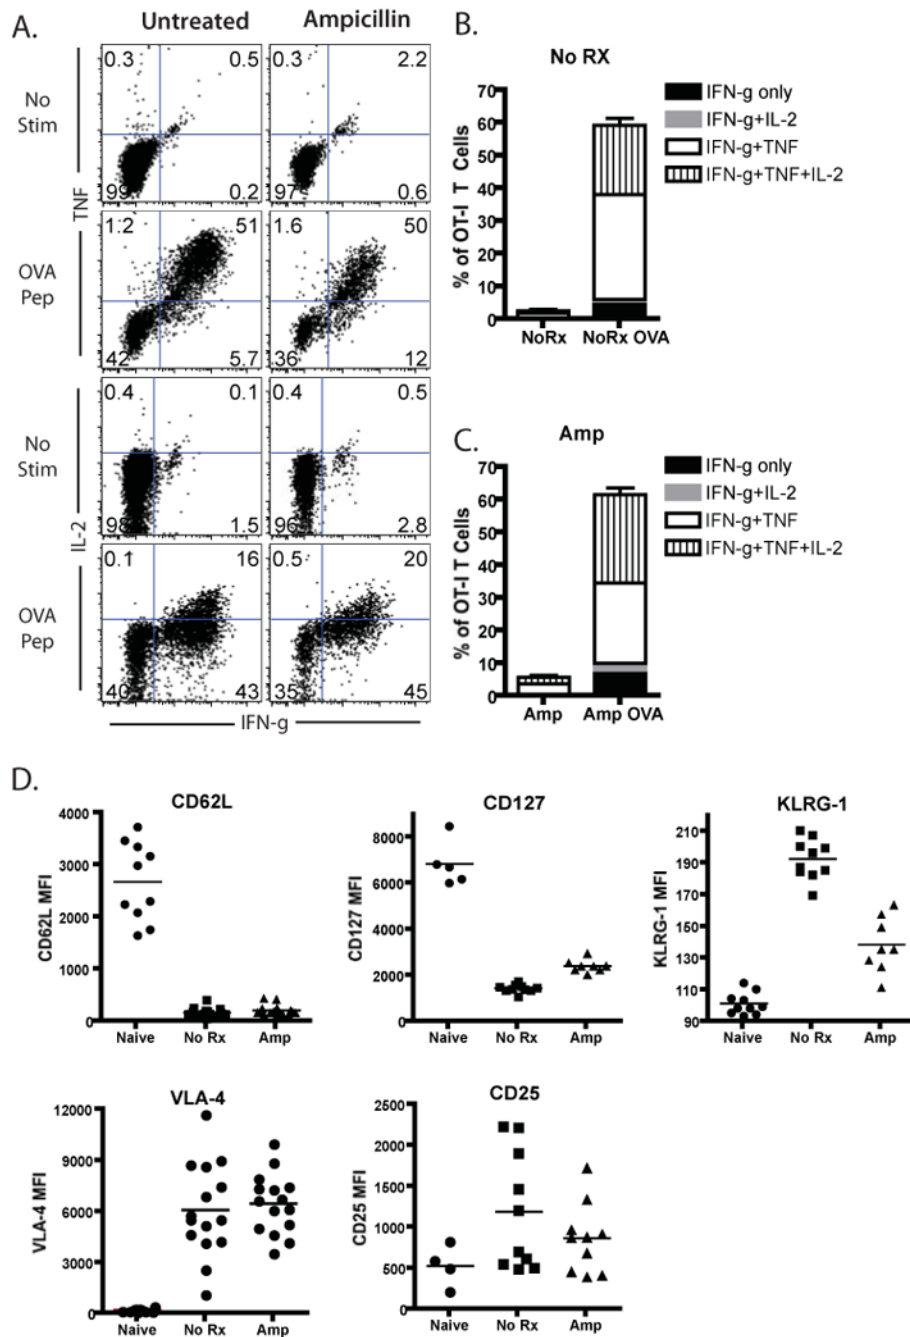 A.
Untreated Ampicillin
No Stim
TNF
0.3 0.5 0.3 2.2
99 0.2 97 0.6
OVA Pep
1.2 51 1.6 50
42 5.7 36 12
No Stim
IL-2
0.4 0.1 0.4 0.5
98 1.5 96 2.8
OVA Pep
0.1 16 0.5 20
40 43 35 45
IFN-g
B.
No RX
% of OT-I T Cells
70
60
50
40
30
20
10
0
NoRx NoRx OVA
IFN-g only
IFN-g+IL-2
IFN-g+TNF
IFN-g+TNF+IL-2
C.
Amp
% of OT-I T Cells
70
60
50
40
30
20
10
0
Amp Amp OVA
IFN-g only
IFN-g+IL-2
IFN-g+TNF
IFN-g+TNF+IL-2
D.
CD62L
CD62L MFI
4000
3000
2000
1000
0
Naive No Rx Amp
CD127
CD127 MFI
8000
6000
4000
2000
0
Naive No Rx Amp
KLRG-1
KLRG-1 MFI
210
190
170
150
130
110
90
Naive No Rx Amp
VLA-4
VLA-4 MFI
12000
9000
6000
3000
0
Naive No Rx Amp
CD25
CD25 MFI
2500
2000
1500
1000
500
0
Naive No Rx Amp